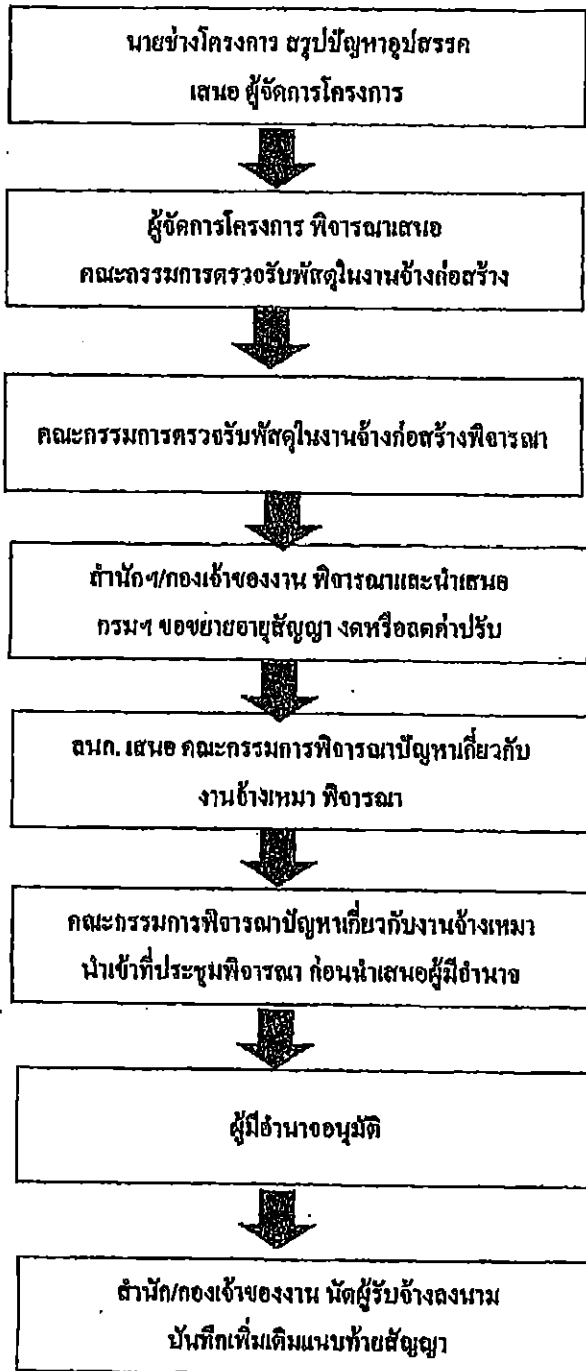 นายช่างโครงการ สรุปปัญหาอุปสรรค
เสนอ ผู้จัดการโครงการ
ผู้จัดการโครงการ พิจารณาเสนอ
คณะกรรมการตรวจรับพัสดุในงานจ้างก่อสร้าง
คณะกรรมการตรวจรับพัสดุในงานจ้างก่อสร้างพิจารณา
สำนักฯ/กองเจ้าของงาน พิจารณาและนำเสนอ
กรมฯ ขอขยายอายุสัญญา งดหรือลดค่าปรับ
ลนก. เสนอ คณะกรรมการพิจารณาปัญหาเกี่ยวกับ
งานจ้างเหมา พิจารณา
คณะกรรมการพิจารณาปัญหาเกี่ยวกับงานจ้างเหมา
นำเข้าที่ประชุมพิจารณา ก่อนนำเสนอผู้มีอำนาจ
ผู้มีอำนาจอนุมัติ
สำนัก/กองเจ้าของงาน นัดผู้รับจ้างลงนาม
บันทึกเพิ่มเติมแนบท้ายสัญญา